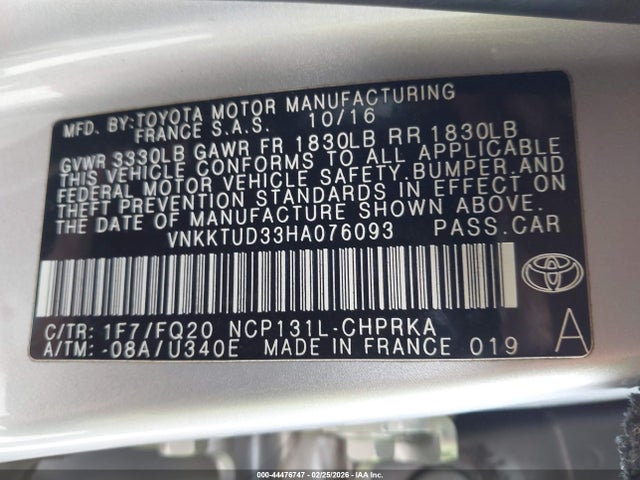 MFD. BY:TOYOTA MOTOR MANUFACTURING
FRANCE S.A.S. 10/16
GVWR 3330LB GAWR FR 1830LB RR 1830LB
THIS VEHICLE CONFORMS TO ALL APPLICABLE
FEDERAL MOTOR VEHICLE SAFETY,BUMPER,AND
THEFT PREVENTION STANDARDS IN EFFECT ON
THE DATE OF MANUFACTURE SHOWN ABOVE.
VNKKTUD33HA076093 PASS.CAR
C/TR: 1F7/FQ20 NCP131L-CHPRKA
A/TM: -08A/U340E MADE IN FRANCE 019
A
000-44476747 - 02/25/2026 - IAA Inc.